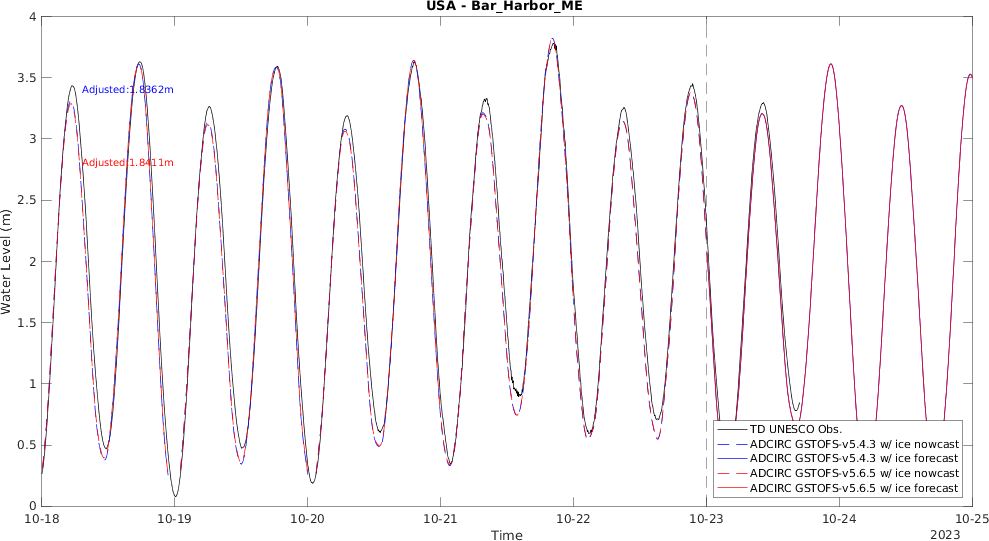 USA - Bar_Harbor_ME
4
3.5
3
2.5
2
1.5
1
0.5
0
Water Level (m)
Adjusted:1.8362m
Adjusted:1.8411m
TD UNESCO Obs.
ADCIRC GSTOFS-v5.4.3 w/ ice nowcast
ADCIRC GSTOFS-v5.4.3 w/ ice forecast
ADCIRC GSTOFS-v5.6.5 w/ ice nowcast
ADCIRC GSTOFS-v5.6.5 w/ ice forecast
10-18 10-19 10-20 10-21 10-22 10-23 10-24 10-25
Time
2023